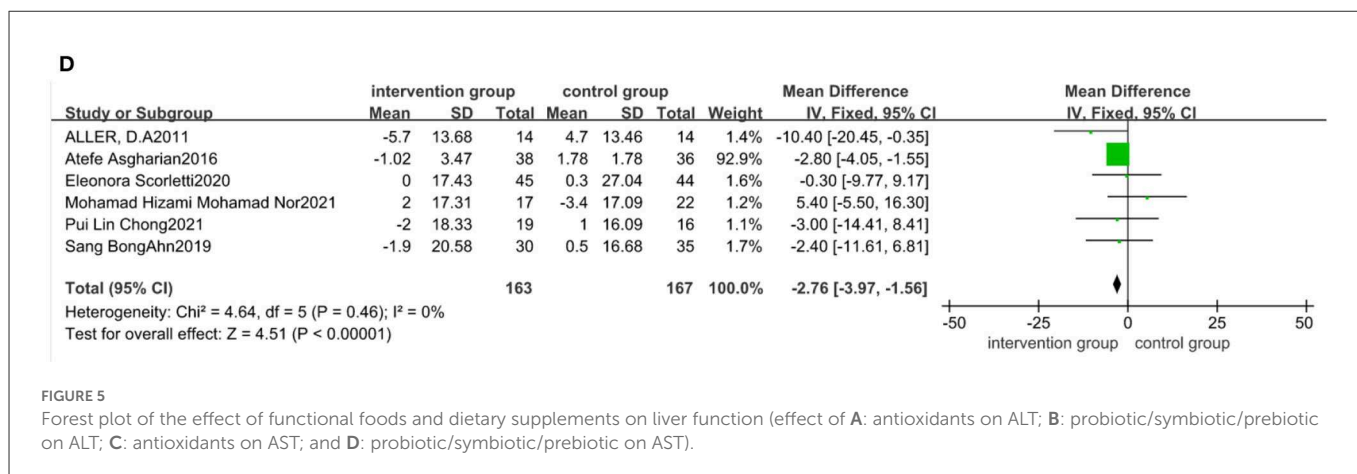 D
intervention group control group Mean Difference Mean Difference
Study or Subgroup Mean SD Total Mean SD Total Weight IV, Fixed, 95% CI IV, Fixed, 95% CI
ALLER, D.A2011 -5.7 13.68 14 4.7 13.46 14 1.4% -10.40 [-20.45, -0.35]
Atefe Asgharian2016 -1.02 3.47 38 1.78 1.78 36 92.9% -2.80 [-4.05, -1.55]
Eleonora Scorletti2020 0 17.43 45 0.3 27.04 44 1.6% -0.30 [-9.77, 9.17]
Mohamad Hizami Mohamad Nor2021 2 17.31 17 -3.4 17.09 22 1.2% 5.40 [-5.50, 16.30]
Pui Lin Chong2021 -2 18.33 19 1 16.09 16 1.1% -3.00 [-14.41, 8.41]
Sang BongAhn2019 -1.9 20.58 30 0.5 16.68 35 1.7% -2.40 [-11.61, 6.81]
Total (95% CI) 163 167 100.0% -2.76 [-3.97, -1.56]
Heterogeneity: Chi² = 4.64, df = 5 (P = 0.46); I² = 0%
Test for overall effect: Z = 4.51 (P < 0.00001)
-50 -25 0 25 50
intervention group control group
FIGURE 5
Forest plot of the effect of functional foods and dietary supplements on liver function (effect of A: antioxidants on ALT; B: probiotic/symbiotic/prebiotic
on ALT; C: antioxidants on AST; and D: probiotic/symbiotic/prebiotic on AST).